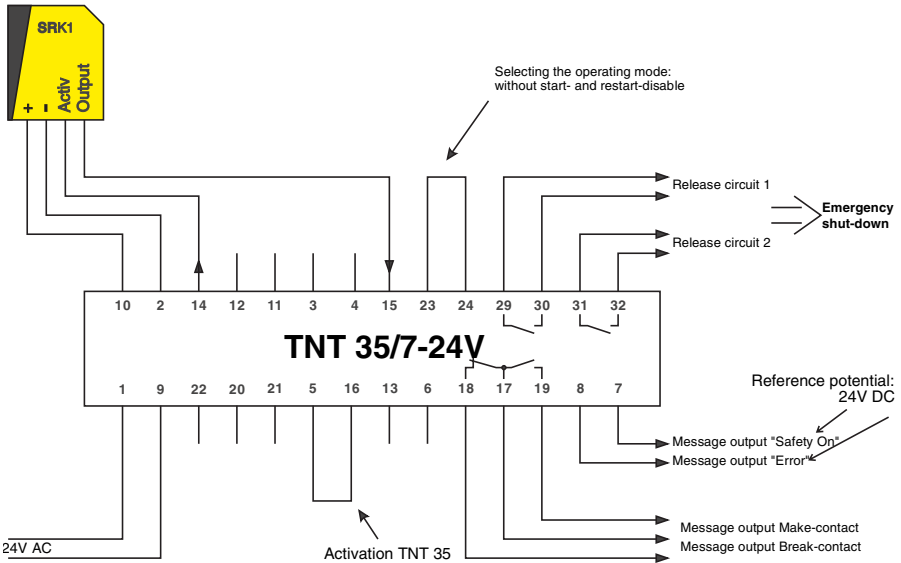 SRK1
+ - Activ Output
Selecting the operating mode:
without start- and restart-disable
Release circuit 1
Emergency
shut-down
Release circuit 2
10 2 14 12 11 3 4 15 23 24 29 30 31 32
TNT 35/7-24V
1 9 22 20 21 5 16 13 6 18 17 19 8 7
Reference potential:
24V DC
Message output "Safety On"
Message output "Error"
Message output Make-contact
Message output Break-contact
24V AC
Activation TNT 35